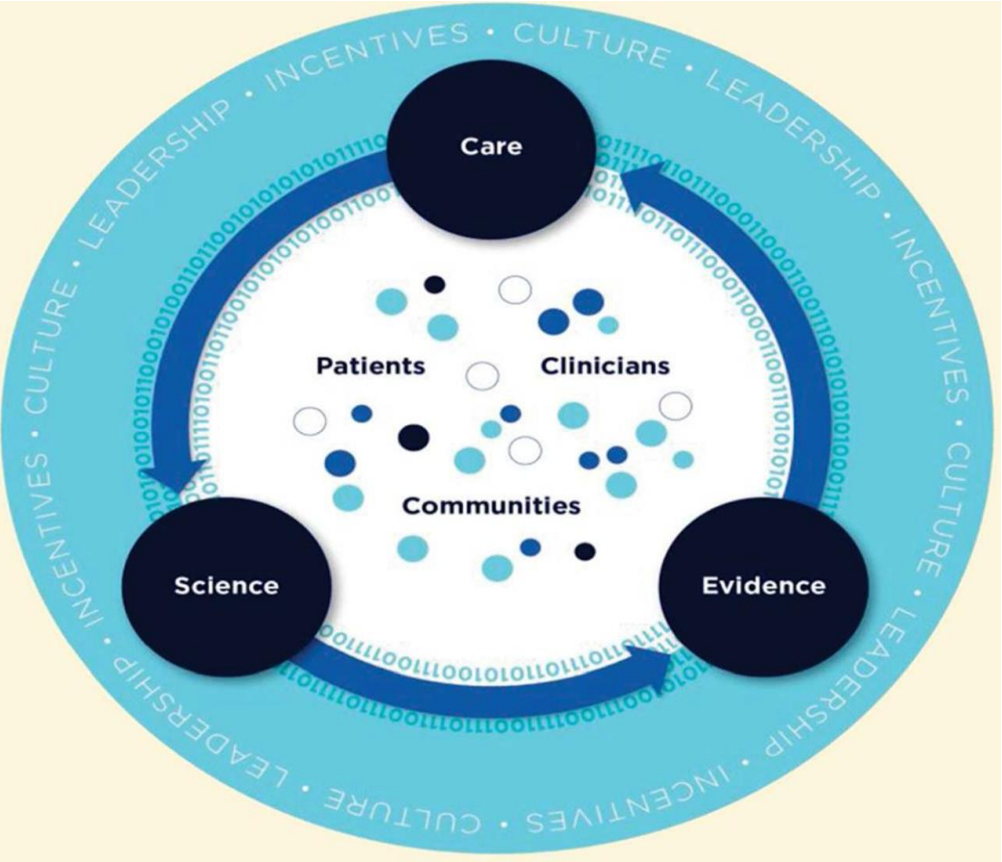 CULTURE • LEADERSHIP • INCENTIVES • CULTURE • LEADERSHIP • INCENTIVES • CULTURE • LEADERSHIP • INCENTIVES • CULTURE • LEADERSHIP • INCENTIVES •
Care
Patients
Clinicians
Communities
Science
Evidence